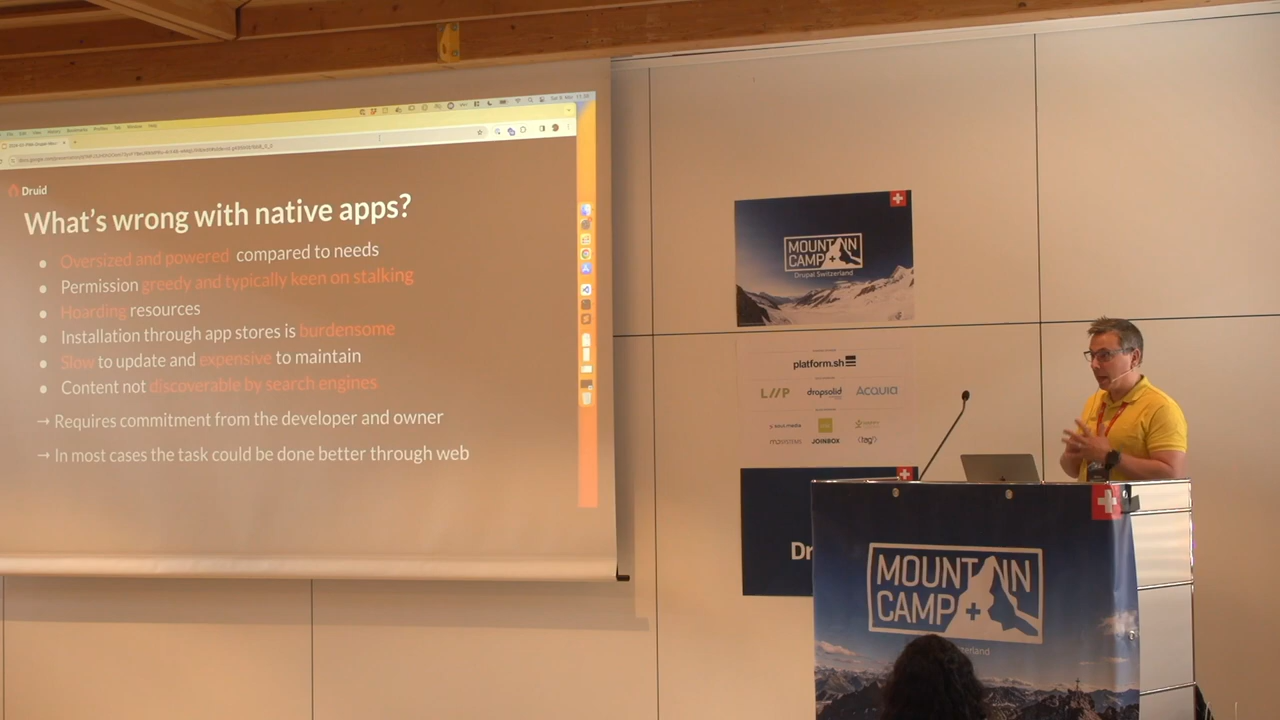 Druid
What's wrong with native apps?
Oversized and powered compared to needs
Permission greedy and typically keen on stalking
Hoarding resources
Installation through app stores is burdensome
Slow to update and expensive to maintain
Content not discoverable by search engines
→ Requires commitment from the developer and owner
→ In most cases the task could be done better through web
MOUNTAIN
CAMP
Drupal Switzerland
platform.sh
LIIP
dropsolid
ACQUIA
JOINBOX
Dr
MOUNTAIN
CAMP